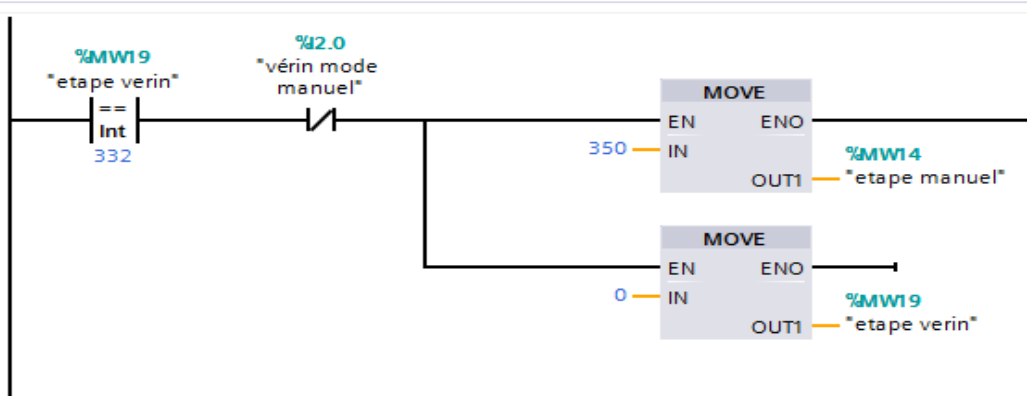 %MW19
"etape verin"
==
Int
332
%I2.0
"vérin mode
manuel"
MOVE
EN ENO
350 IN
%MW14
OUT1 "etape manuel"
MOVE
EN ENO
0 IN
%MW19
OUT1 "etape verin"